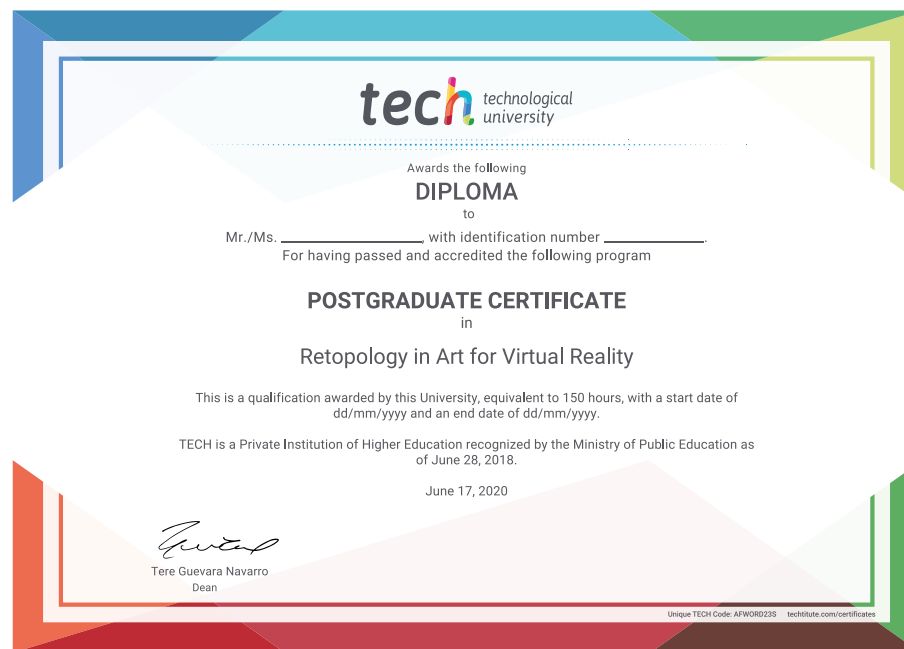 tech technological
university
Awards the following
DIPLOMA
to
Mr./Ms. ____________, with identification number ____________.
For having passed and accredited the following program
POSTGRADUATE CERTIFICATE
in
Retopology in Art for Virtual Reality
This is a qualification awarded by this University, equivalent to 150 hours, with a start date of
dd/mm/yyyy and an end date of dd/mm/yyyy.
TECH is a Private Institution of Higher Education recognized by the Ministry of Public Education as
of June 28, 2018.
June 17, 2020
Tere Guevara Navarro
Dean
Unique TECH Code: AFWORD23S techtitute.com/certificates